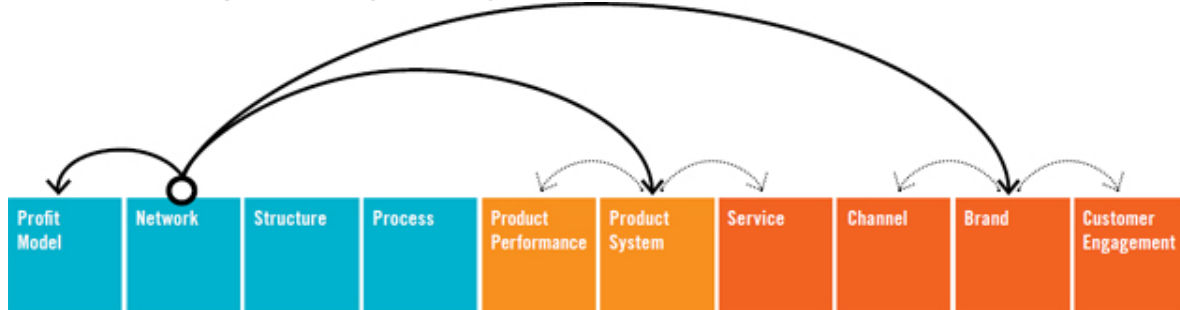 Profit
Model
Network
Structure
Process
Product
Performance
Product
System
Service
Channel
Brand
Customer
Engagement